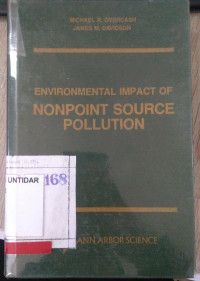 MICHAEL R. OVERCASH
JAMES M. DAVIDSON
ENVIRONMENTAL IMPACT OF
NONPOINT SOURCE
POLLUTION
UNTIDAR
168
ANN ARBOR SCIENCE